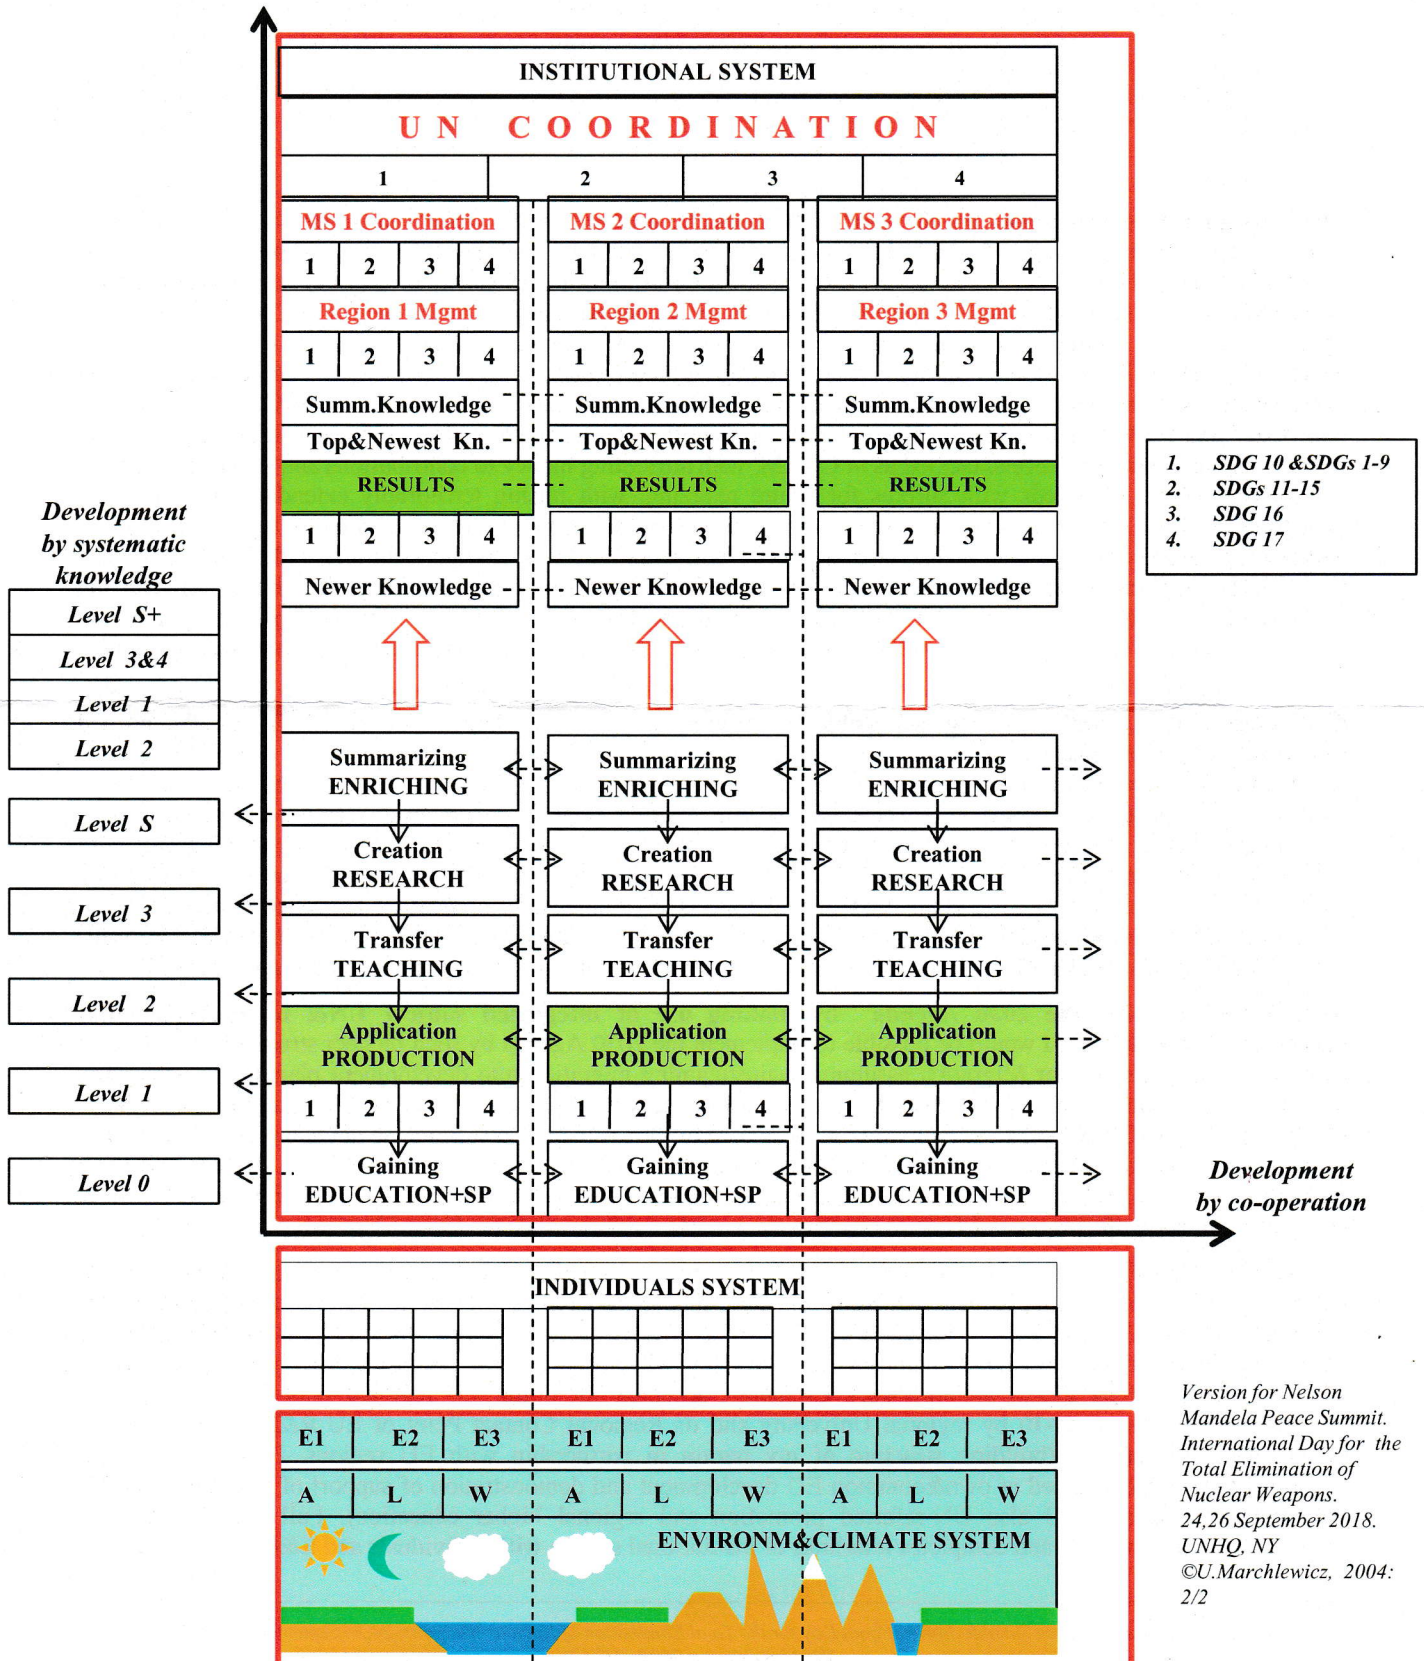 INSTITUTIONAL SYSTEM
UN COORDINATION
1 2 3 4
MS 1 Coordination MS 2 Coordination MS 3 Coordination
1 2 3 4 1 2 3 4 1 2 3 4
Region 1 Mgmt Region 2 Mgmt Region 3 Mgmt
1 2 3 4 1 2 3 4 1 2 3 4
Summ.Knowledge Summ.Knowledge Summ.Knowledge
Top&Newest Kn. Top&Newest Kn. Top&Newest Kn.
RESULTS RESULTS RESULTS
1 2 3 4 1 2 3 4 1 2 3 4
Newer Knowledge Newer Knowledge Newer Knowledge
1. SDG 10 &SDGs 1-9
2. SDGs 11-15
3. SDG 16
4. SDG 17
Development
by systematic
knowledge
Level S+
Level 3&4
Level 1
Level 2
Level S
Level 3
Level 2
Level 1
Level 0
Summarizing Summarizing Summarizing
ENRICHING ENRICHING ENRICHING
Creation Creation Creation
RESEARCH RESEARCH RESEARCH
Transfer Transfer Transfer
TEACHING TEACHING TEACHING
Application Application Application
PRODUCTION PRODUCTION PRODUCTION
1 2 3 4 1 2 3 4 1 2 3 4
Gaining Gaining Gaining
EDUCATION+SP EDUCATION+SP EDUCATION+SP
Development
by co-operation
INDIVIDUALS SYSTEM
E1 E2 E3 E1 E2 E3 E1 E2 E3
A L W A L W A L W
ENVIRONM&CLIMATE SYSTEM
Version for Nelson
Mandela Peace Summit.
International Day for the
Total Elimination of
Nuclear Weapons.
24,26 September 2018.
UNHQ, NY
©U.Marchlewicz, 2004:
2/2